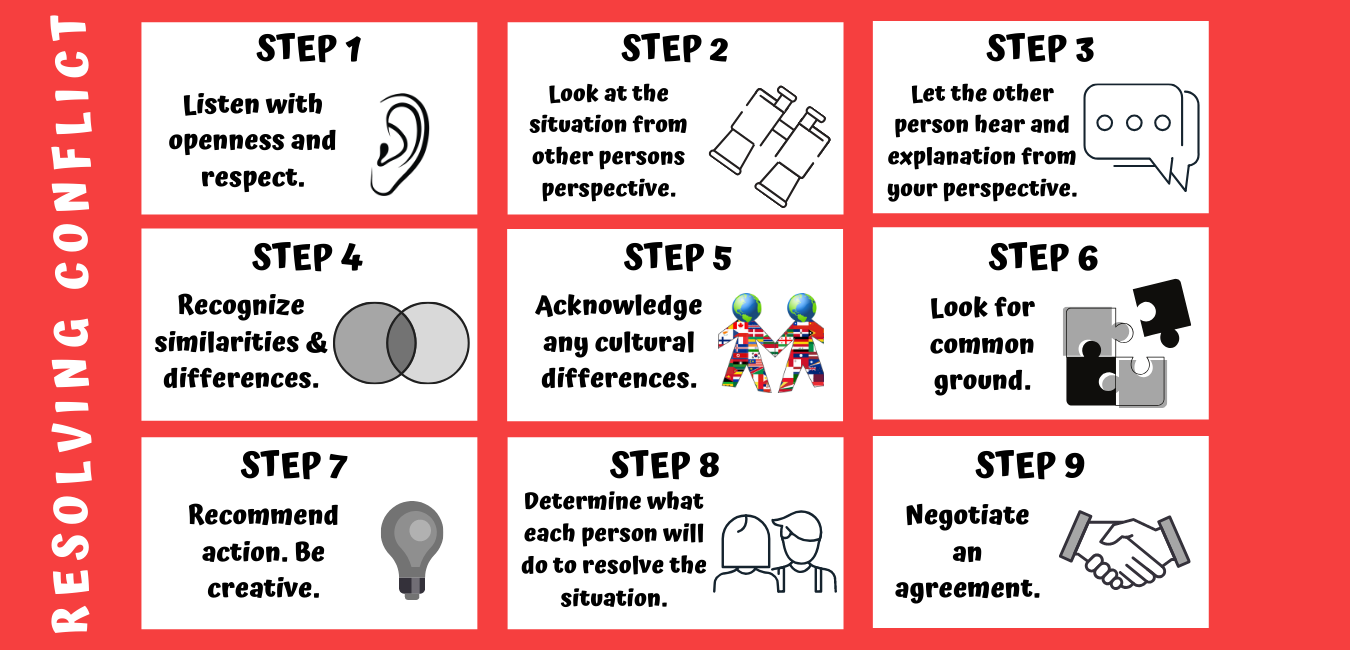 RESOLVING CONFLICT
STEP 1
Listen with
openness and
respect.
STEP 2
Look at the
situation from
other persons
perspective.
STEP 3
Let the other
person hear and
explanation from
your perspective.
STEP 4
Recognize
similarities &
differences.
STEP 5
Acknowledge
any cultural
differences.
STEP 6
Look for
common
ground.
STEP 7
Recommend
action. Be
creative.
STEP 8
Determine what
each person will
do to resolve the
situation.
STEP 9
Negotiate
an
agreement.